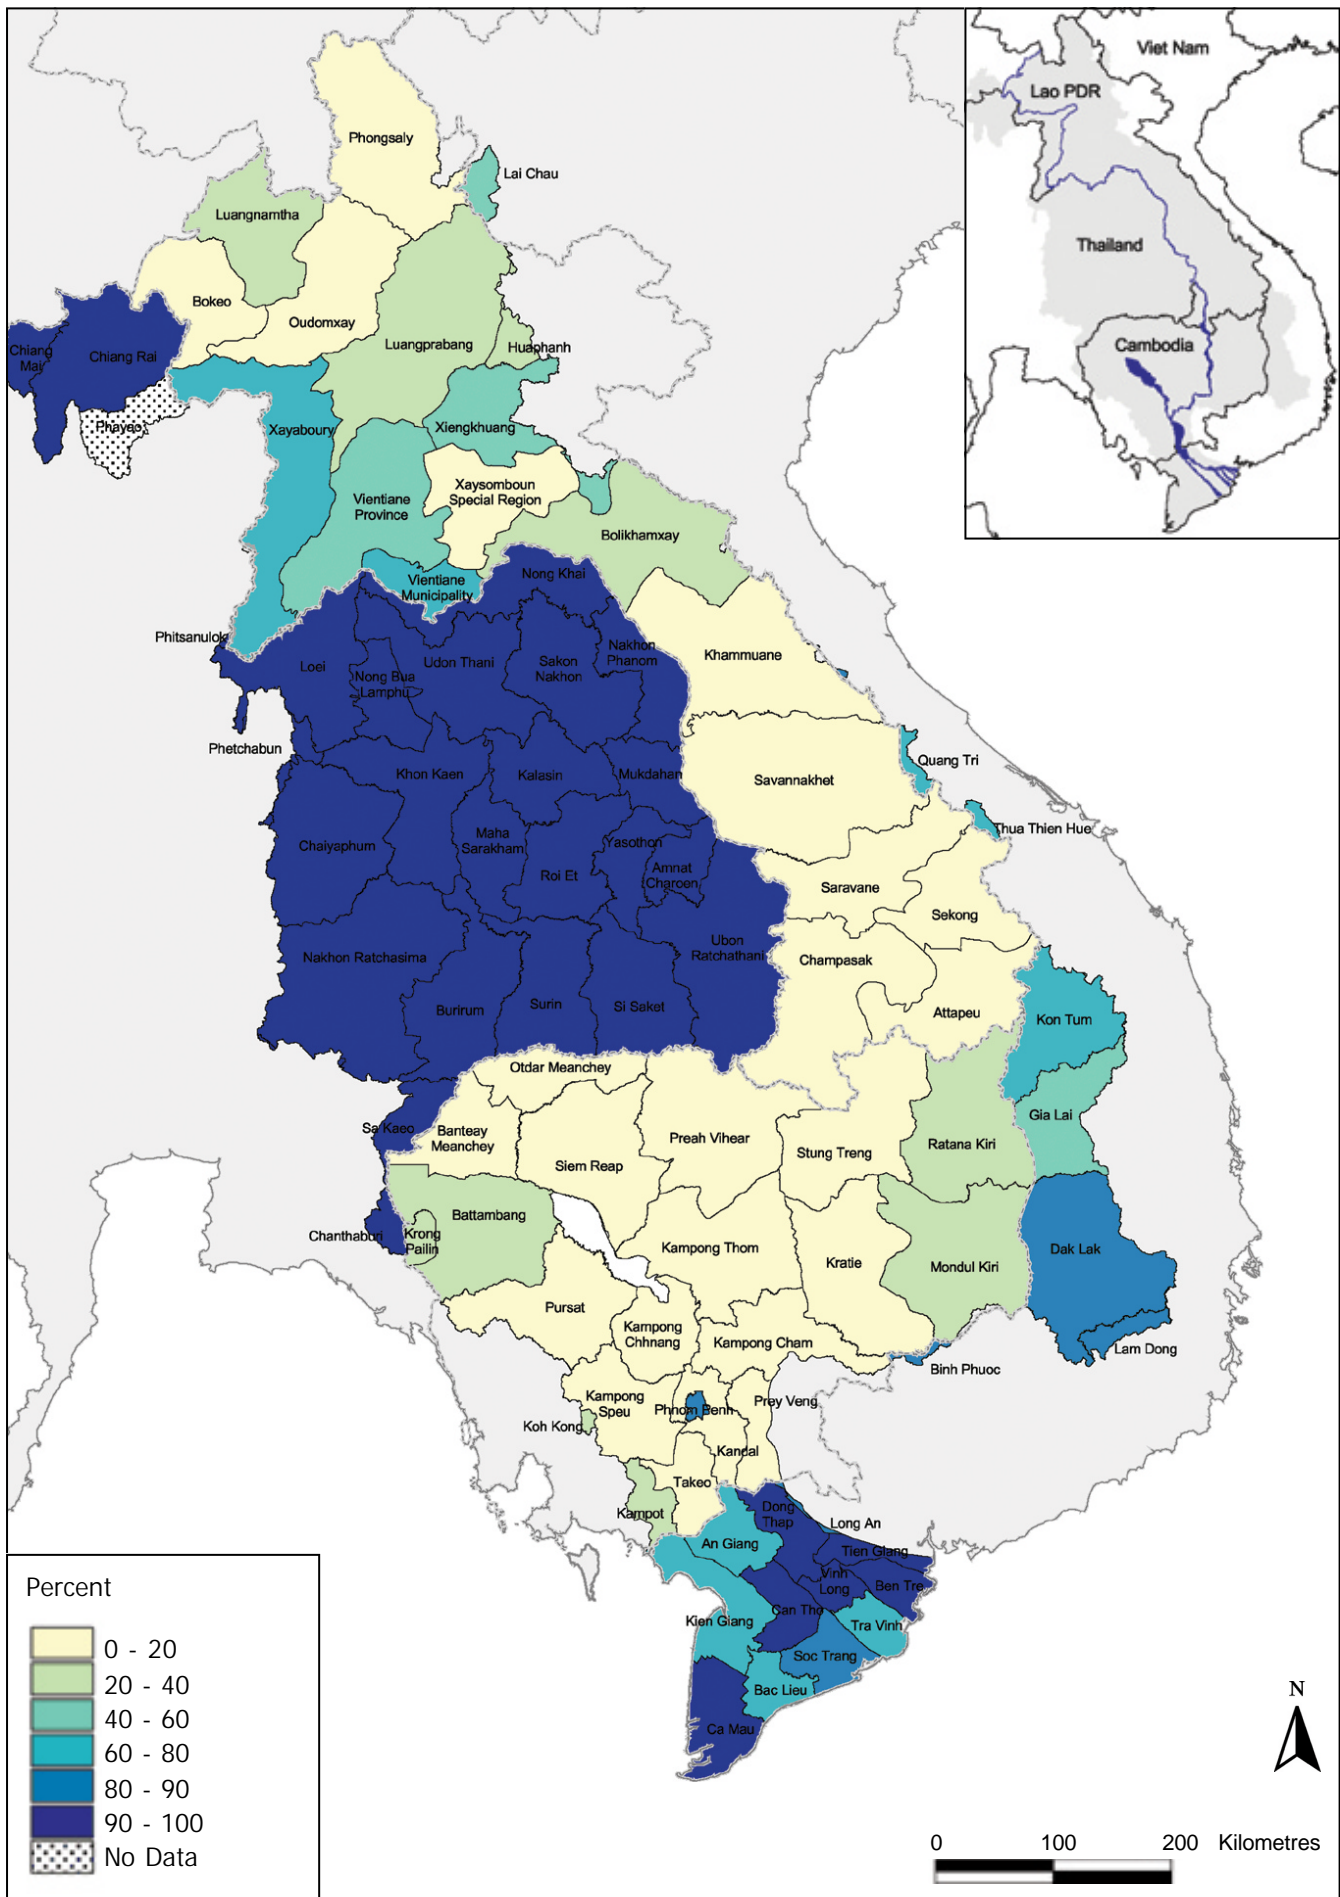 Viet Nam
Lao PDR
Thailand
Cambodia
Phongsaly
Lai Chau
Luangnamtha
Bokeo
Oudomxay
Luangprabang
Huaphanh
Chiang
Mai
Chiang Rai
Phayao
Xayaboury
Xiengkhuang
Vientiane
Province
Xaysomboun
Special Region
Bolikhamxay
Vientiane
Municipality
Nong Khai
Phitsanulok
Loei
Nong Bua
Lamphu
Udon Thani
Sakon
Nakhon
Nakhon
Phanom
Khammuane
Phetchabun
Khon Kaen
Kalasin
Mukdahan
Savannakhet
Quang Tri
Thua Thien Hue
Chaiyaphum
Maha
Sarakham
Roi Et
Yasothon
Amnat
Charoen
Saravane
Sekong
Nakhon Ratchasima
Ubon
Ratchathani
Champasak
Burirum
Surin
Si Saket
Attapeu
Kon Tum
Otdar Meanchey
Sa Kaeo
Banteay
Meanchey
Siem Reap
Preah Vihear
Stung Treng
Ratana Kiri
Gia Lai
Chanthaburi
Krong
Pailin
Battambang
Kampong Thom
Kratie
Mondul Kiri
Dak Lak
Pursat
Kampong
Chhnang
Kampong Cham
Binh Phuoc
Lam Dong
Kampong
Speu
Phnom Penh
Prey Veng
Koh Kong
Kandal
Takeo
Kampot
Dong
Thap
Long An
An Giang
Tien Giang
Vinh
Long
Ben Tre
Can Tho
Kien Giang
Tra Vinh
Soc Trang
Bac Lieu
Ca Mau
Percent
0 - 20
20 - 40
40 - 60
60 - 80
80 - 90
90 - 100
No Data
N
0 100 200 Kilometres